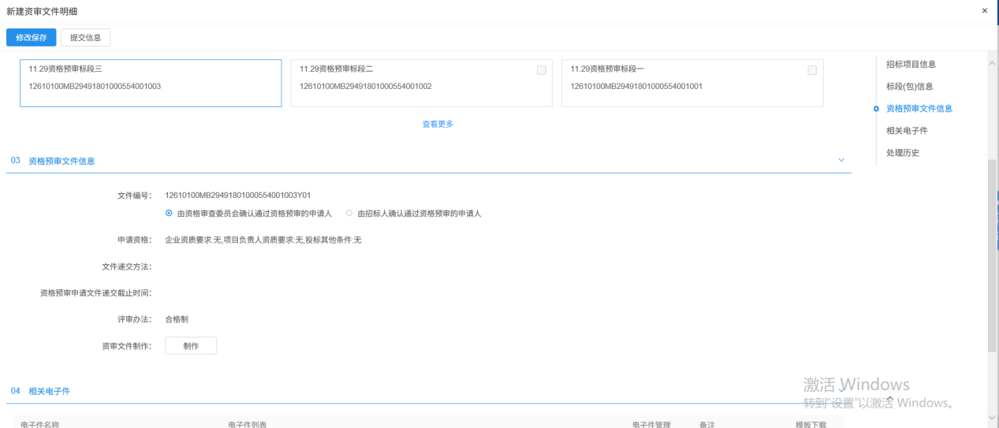 新建资审文件明细
×
修改保存 提交信息
11.29资格预审标段三 11.29资格预审标段二 11.29资格预审标段一
12610100MB29491801000554001003 12610100MB29491801000554001002 12610100MB29491801000554001001
查看更多
03 资格预审文件信息
文件编号: 12610100MB29491801000554001003Y01
由资格审查委员会确认通过资格预审的申请人 由招标人确认通过资格预审的申请人
申请资格: 企业资质要求:无,项目负责人资质要求:无,投标其他条件:无
文件递交方法:
资格预审申请文件递交截止时间:
评审办法: 合格制
资审文件制作: 制作
04 相关电子件
电子件名称 电子件列表 电子件管理 备注 模板下载
招标项目信息
标段(包)信息
资格预审文件信息
相关电子件
处理历史
激活 Windows
转到"设置"以激活 Windows。